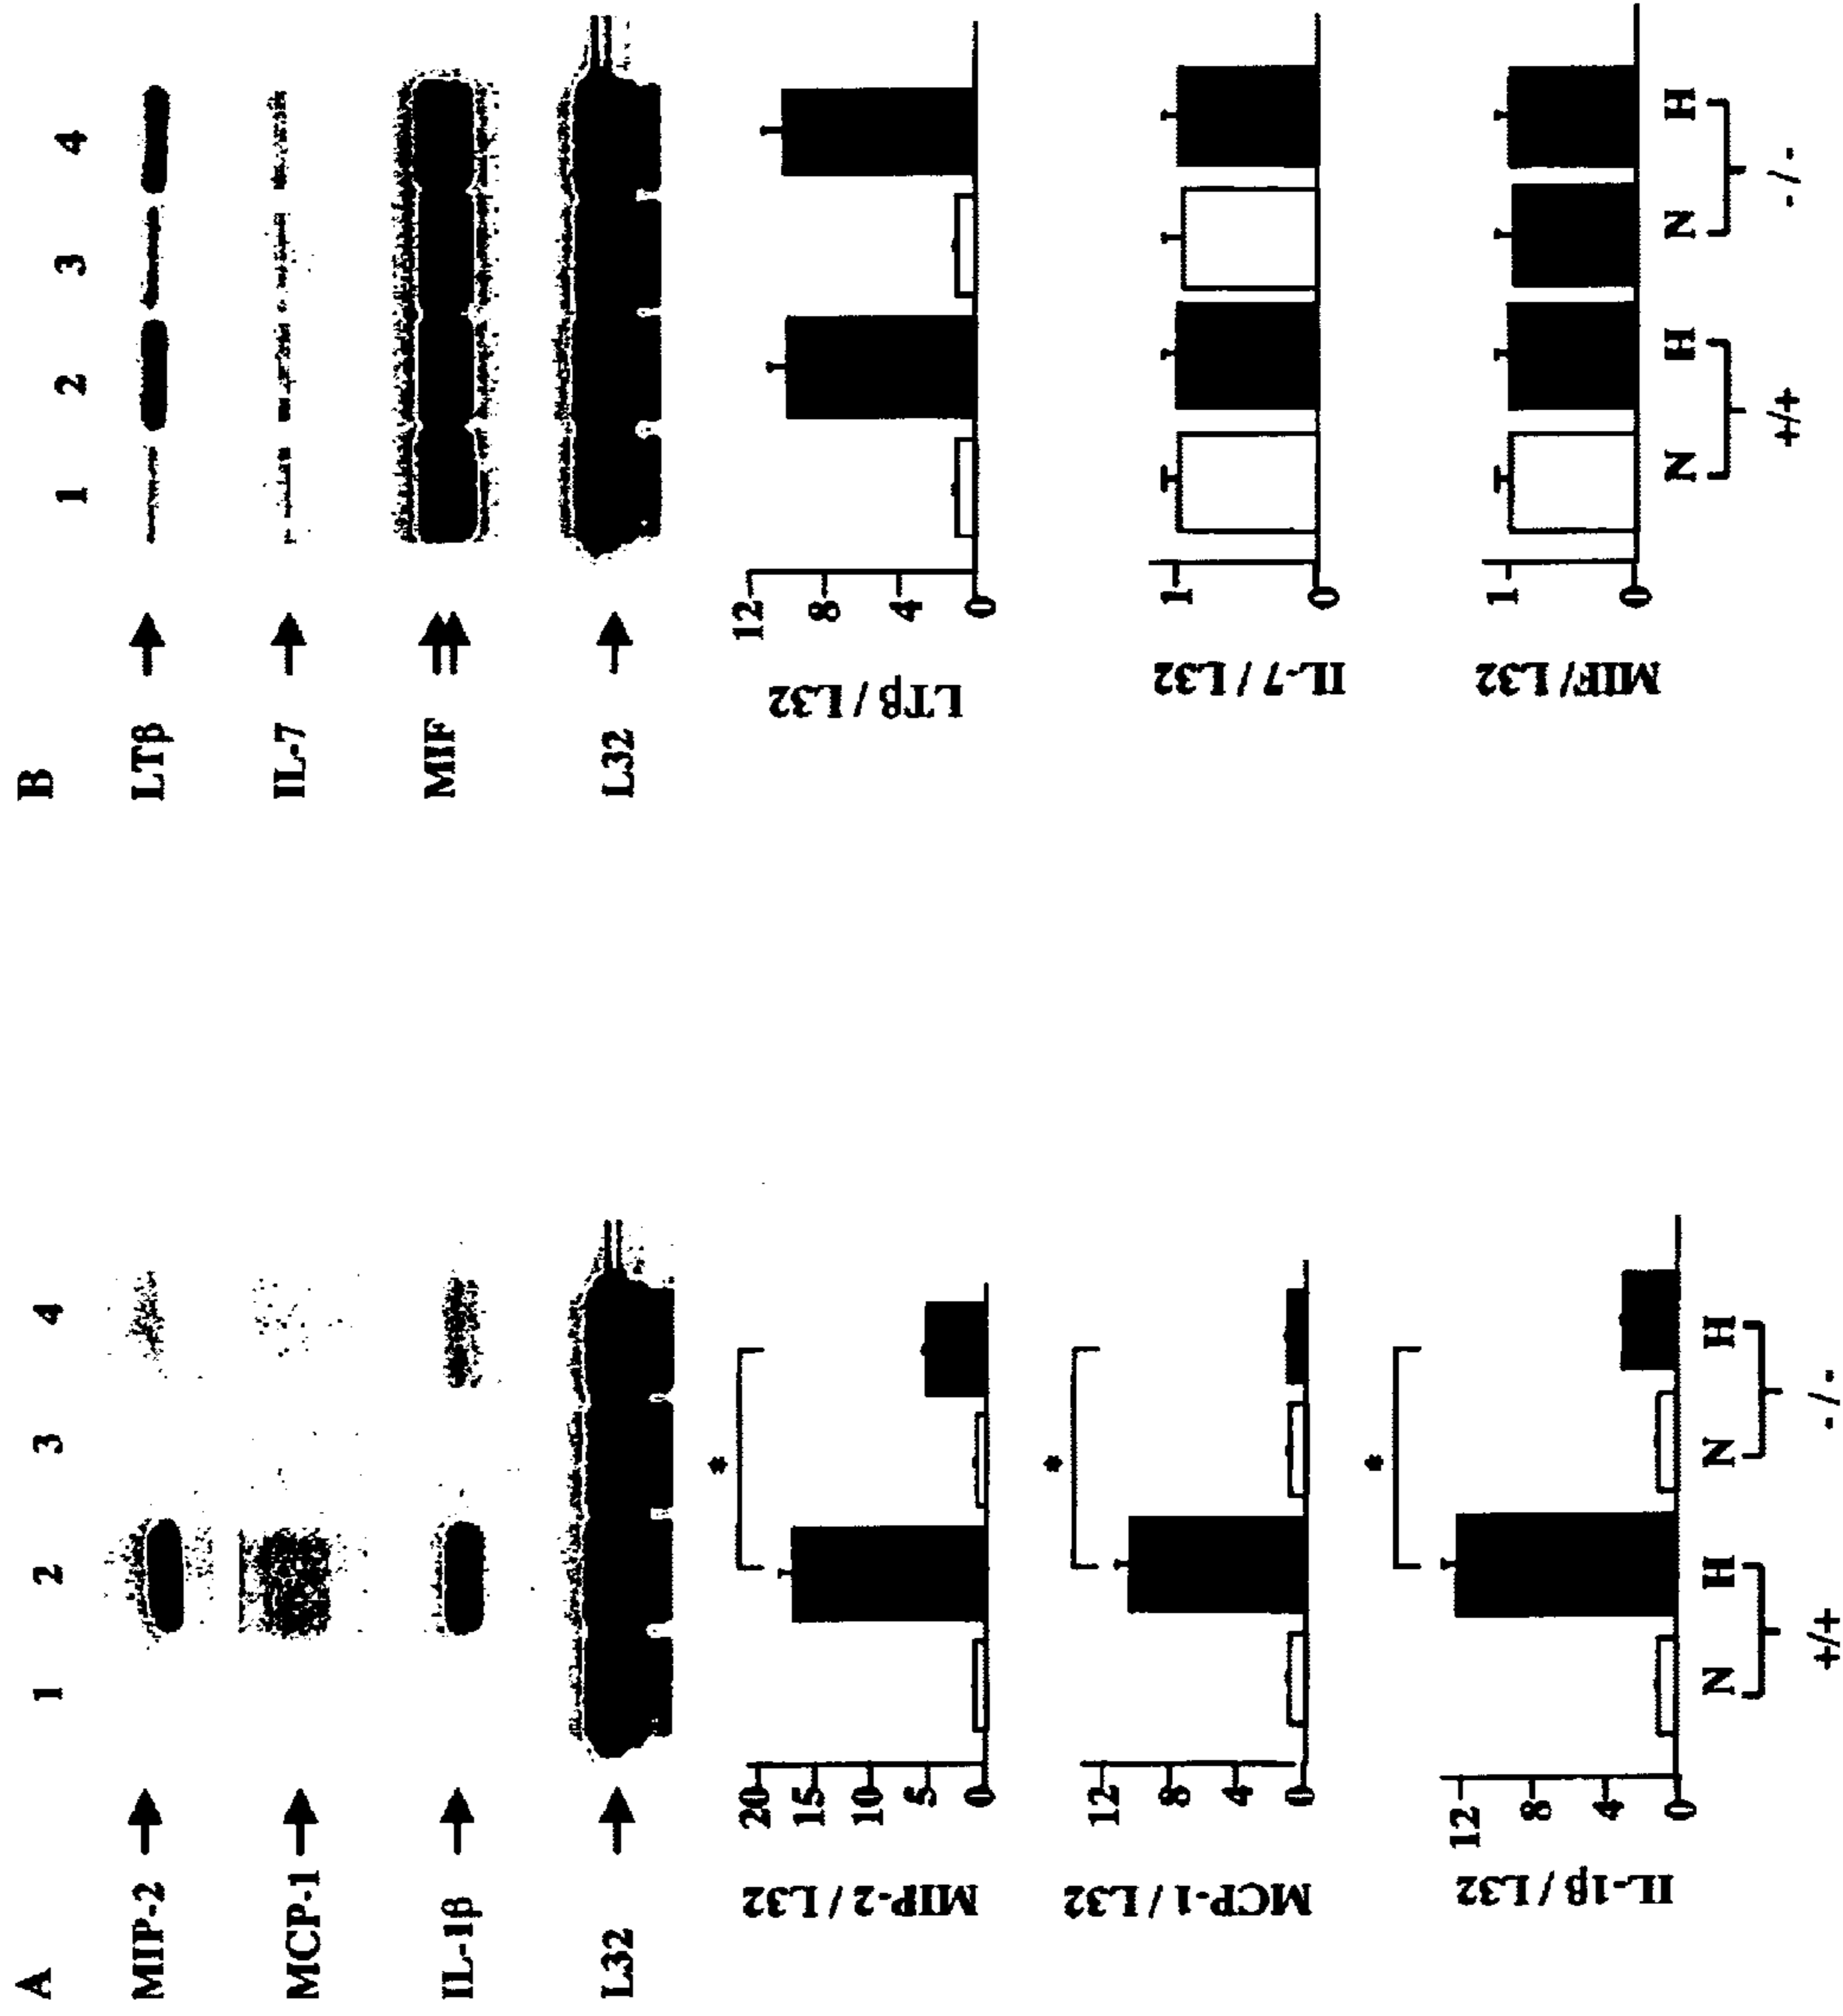 A
1 2 3 4
MIP-2
MCP-1
IL-1β
L32
MIP-2 / L32
20
15
10
5
0
*
MCP-1 / L32
12
8
4
0
*
IL-1β / L32
12
8
4
0
*
N H N H
+/+ - / -
B
1 2 3 4
LTβ
IL-7
MIF
L32
LTβ / L32
12
8
4
0
IL-7 / L32
1
0
MIF/ L32
1
0
N H N H
+/+ - / -